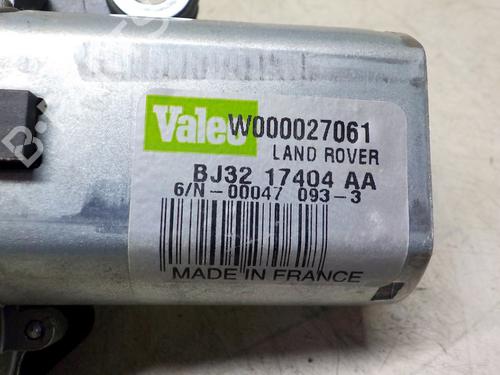 Valeo W000027061
LAND ROVER
BJ32 17404 AA
6/N-00047 093-3
MADE IN FRANCE